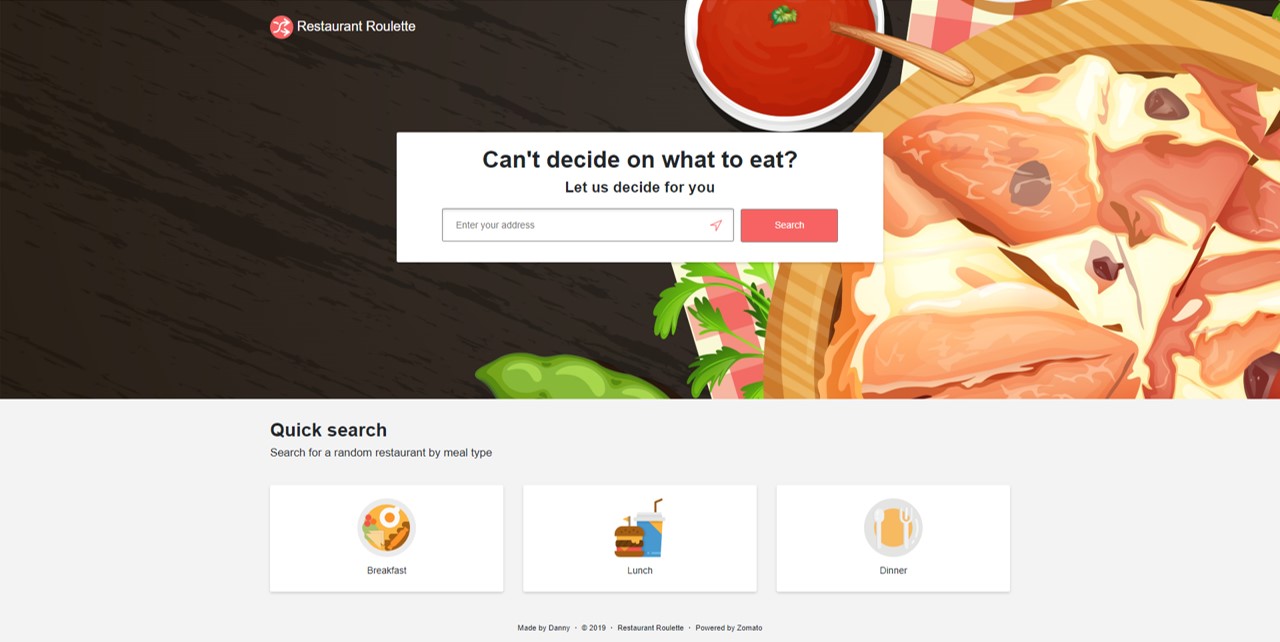 Restaurant Roulette
Can't decide on what to eat?
Let us decide for you
Enter your address
Search
Quick search
Search for a random restaurant by meal type
Breakfast
Lunch
Dinner
Made by Danny · © 2019 · Restaurant Roulette · Powered by Zomato